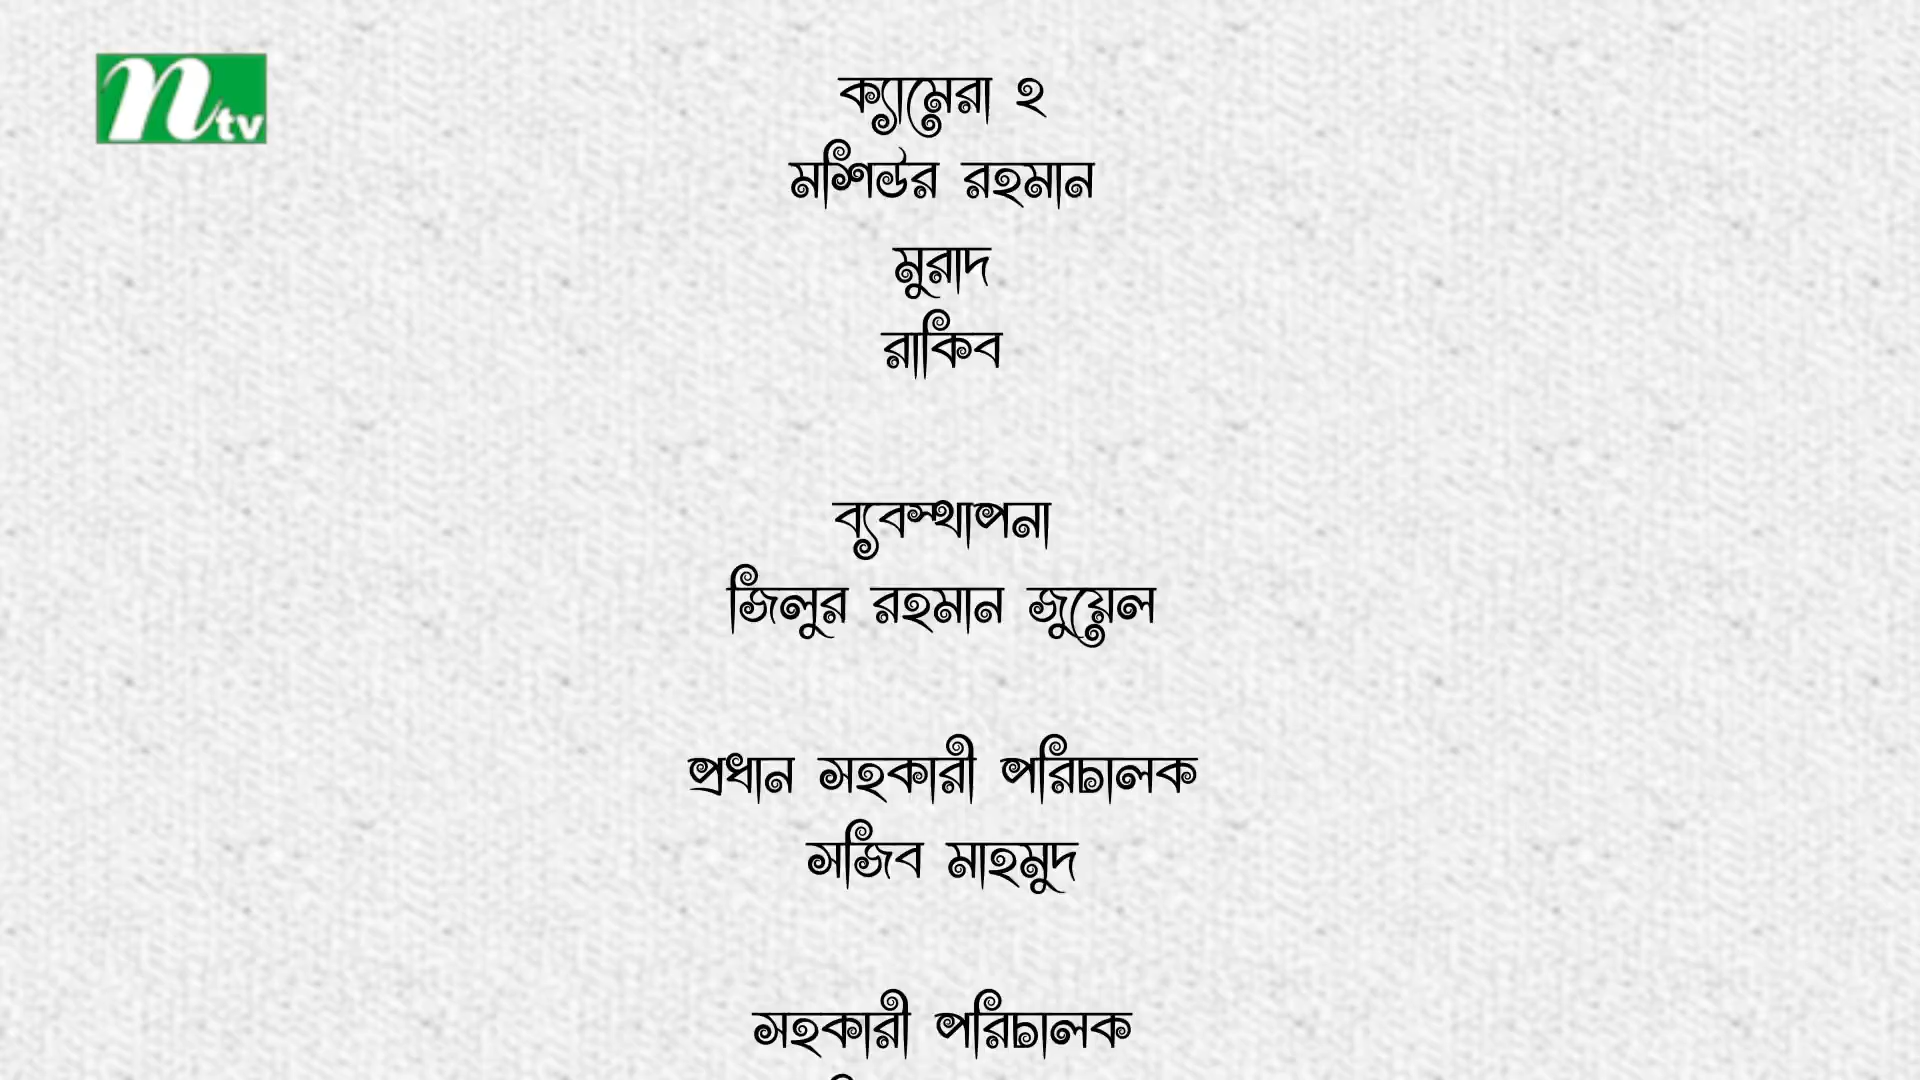 ntv
ক্যামেরা ২
মশিউর রহমান
মুরাদ
রাকিব
ব্যবস্থাপনা
জিলুর রহমান জুয়েল
প্রধান সহকারী পরিচালক
সজিব মাহমুদ
সহকারী পরিচালক